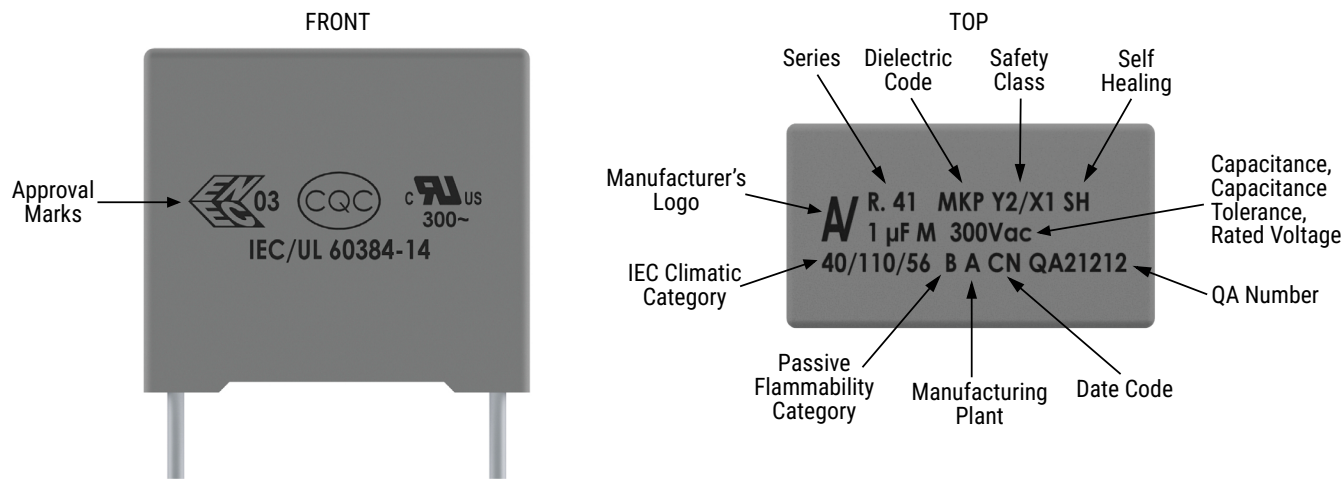 FRONT
Approval
Marks
ENEC 03
CQC
C RU US
300~
IEC/UL 60384-14
TOP
Series
Dielectric
Code
Safety
Class
Self
Healing
Manufacturer's
Logo
Capacitance,
Capacitance
Tolerance,
Rated Voltage
R. 41 MKP Y2/X1 SH
1 µF M 300Vac
40/110/56 B A CN QA21212
IEC Climatic
Category
QA Number
Passive
Flammability
Category
Manufacturing
Plant
Date Code